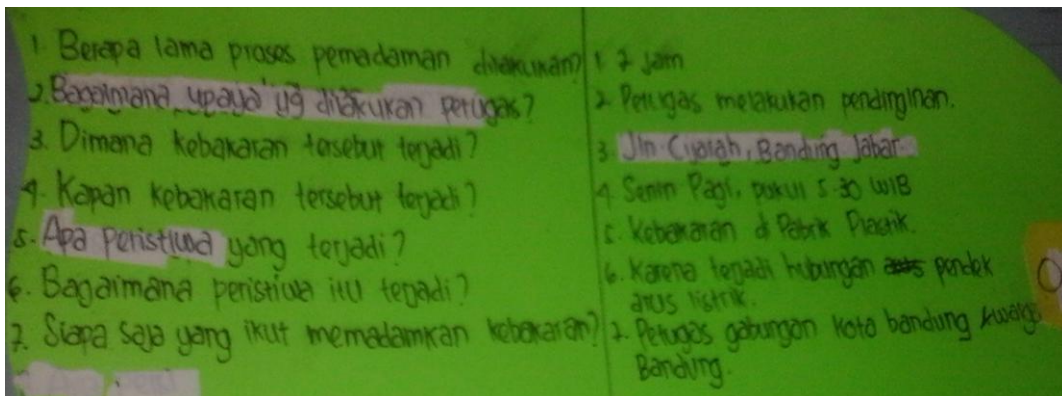 1. Berapa lama proses pemadaman dilakukan?
2. Bagaimana upaya yg dilakukan petugas?
3. Dimana kebakaran tersebut terjadi?
4. Kapan kebakaran tersebut terjadi?
5. Apa peristiwa yang terjadi?
6. Bagaimana peristiwa itu terjadi?
7. Siapa saja yang ikut memadamkan kebakaran?
1. 2 jam
2. Petugas melakukan pendinginan.
3. Jln. Cijerah, Bandung Jabar.
4. Senin Pagi, pukul 5.30 WIB
5. Kebakaran di Pabrik Plastik.
6. Karena terjadi hubungan pendek
arus listrik.
7. Petugas gabungan Kota bandung
Bandung.